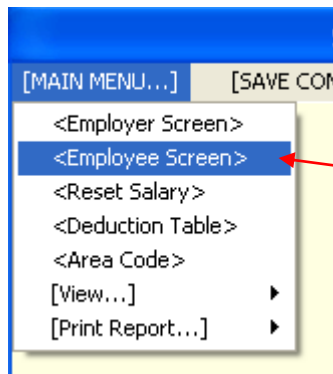 [MAIN MENU...] [SAVE CON
<Employer Screen>
<Employee Screen>
<Reset Salary>
<Deduction Table>
<Area Code>
[View...]
[Print Report...]